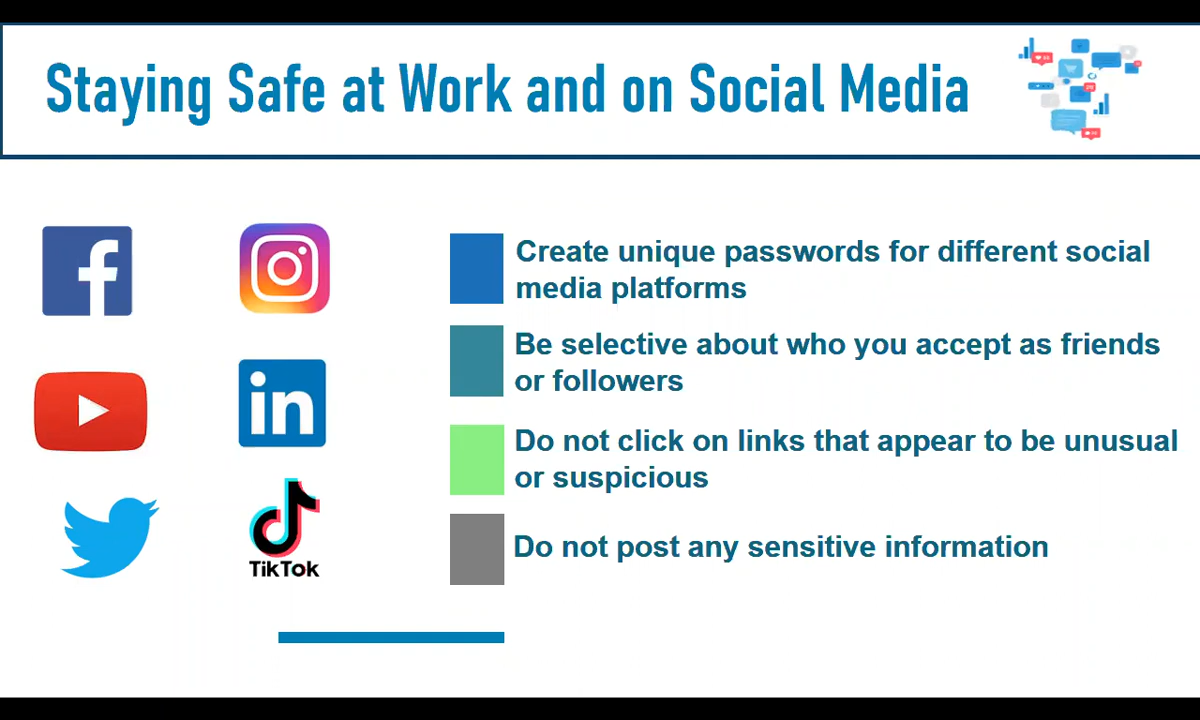 Staying Safe at Work and on Social Media
Create unique passwords for different social
media platforms
Be selective about who you accept as friends
or followers
in
Do not click on links that appear to be unusual
or suspicious
Do not post any sensitive information
TikTok